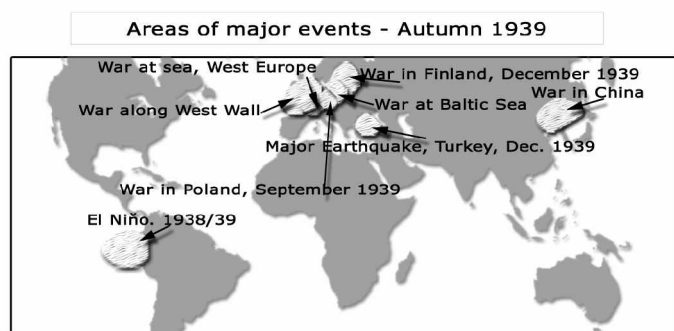 Areas of major events - Autumn 1939
War at sea, West Europe
War in Finland, December 1939
War in China
War along West Wall
War at Baltic Sea
Major Earthquake, Turkey, Dec. 1939
War in Poland, September 1939
El Niño. 1938/39